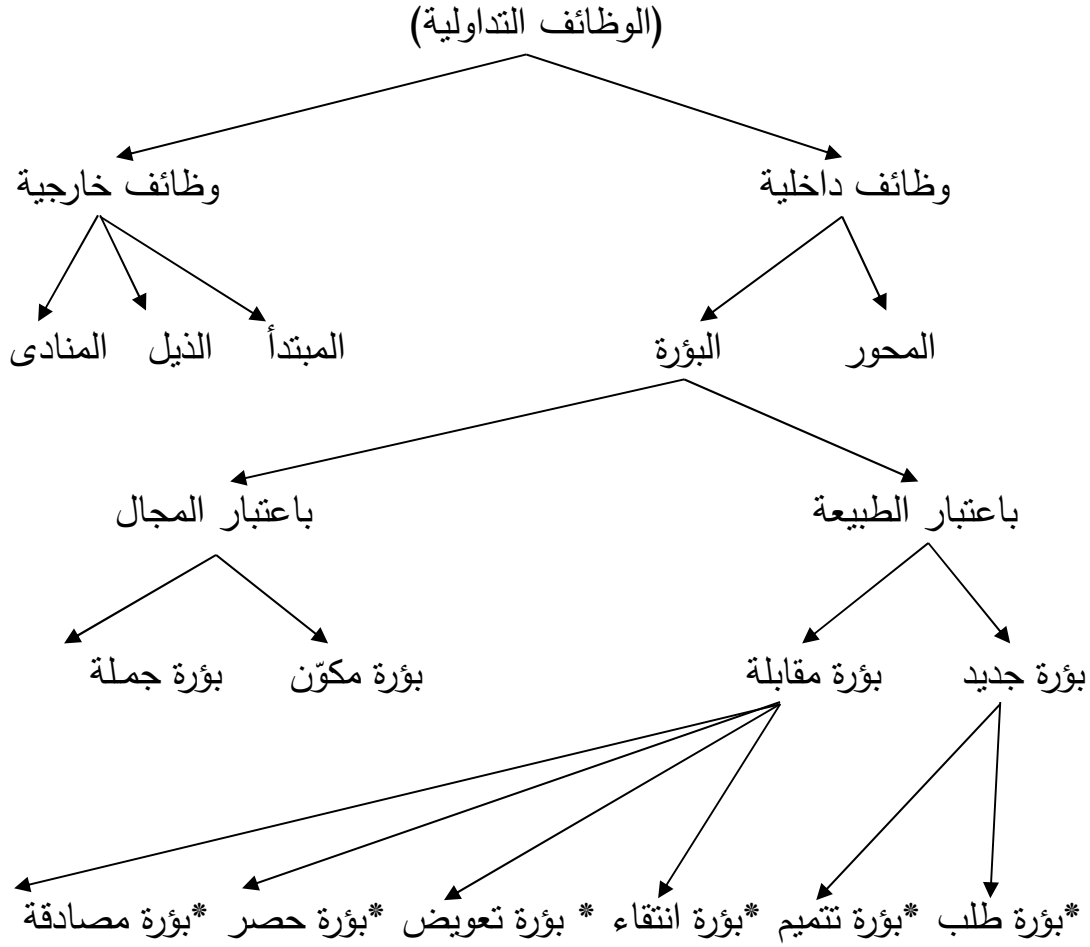 (الوظائف التداولية)
وظائف داخلية وظائف خارجية
المحور البؤرة المبتدأ الذيل المنادى
باعتبار الطبيعة باعتبار المجال
بؤرة جديد بؤرة مقابلة بؤرة مكوّن بؤرة جملة
*بؤرة طلب *بؤرة تتميم *بؤرة انتقاء * بؤرة تعويض *بؤرة حصر *بؤرة مصادقة